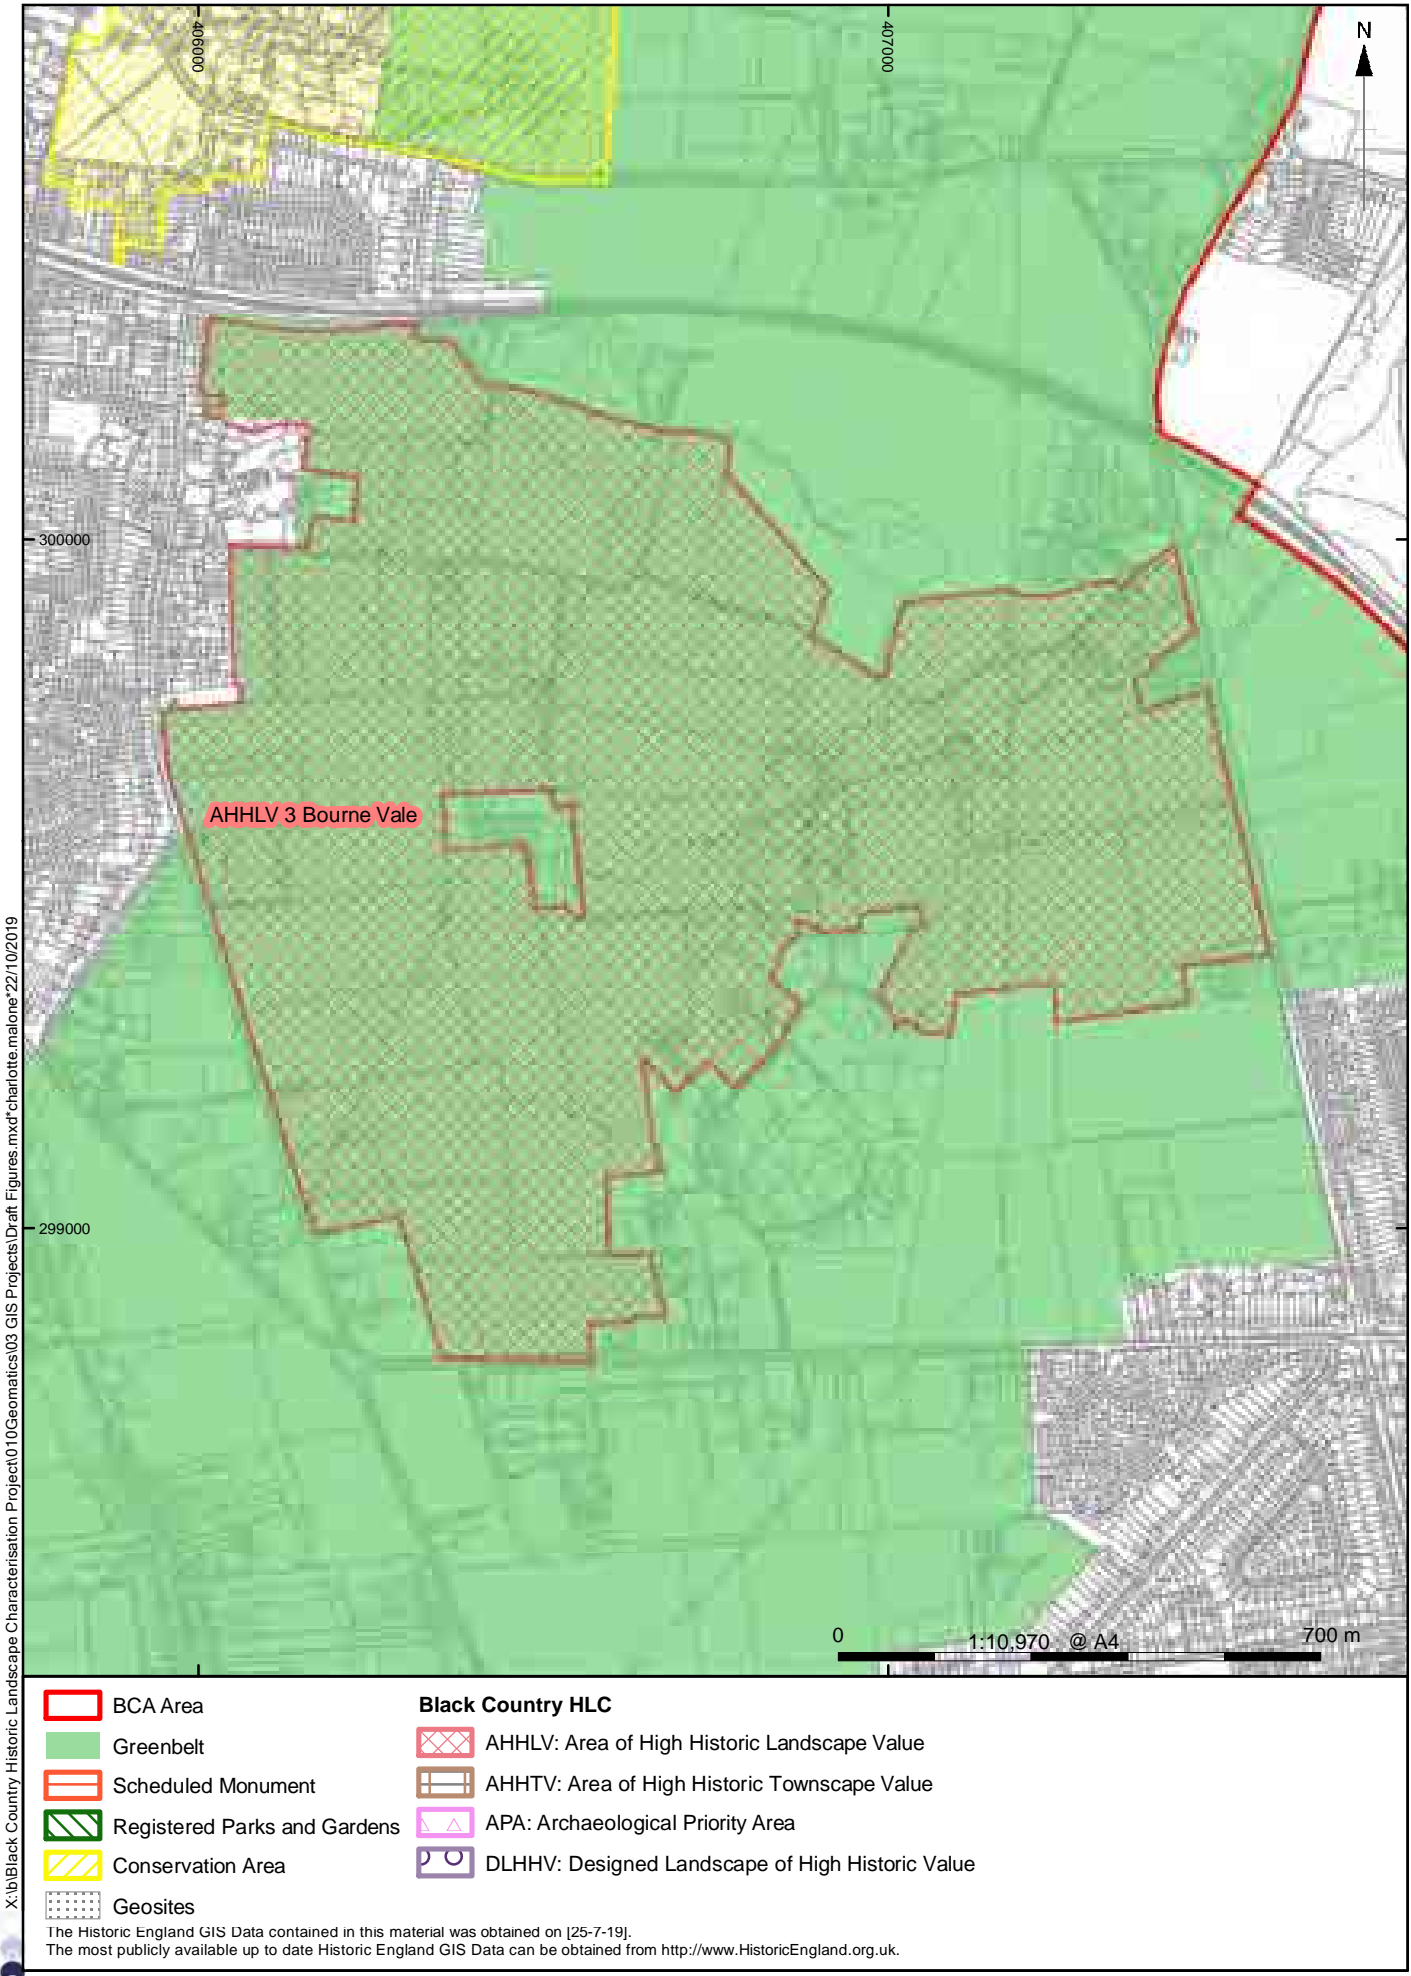 406000
407000
N
300000
AHHLV 3 Bourne Vale
299000
0
1:10,970 @ A4
700 m
X:\b\Black Country Historic Landscape Characterisation Project\010Geomatics\03 GIS Projects\Draft Figures.mxd*charlotte.malone*22/10/2019
BCA Area
Greenbelt
Scheduled Monument
Registered Parks and Gardens
Conservation Area
Geosites
Black Country HLC
AHHLV: Area of High Historic Landscape Value
AHHTV: Area of High Historic Townscape Value
APA: Archaeological Priority Area
DLHHV: Designed Landscape of High Historic Value
The Historic England GIS Data contained in this material was obtained on [25-7-19].
The most publicly available up to date Historic England GIS Data can be obtained from http://www.HistoricEngland.org.uk.